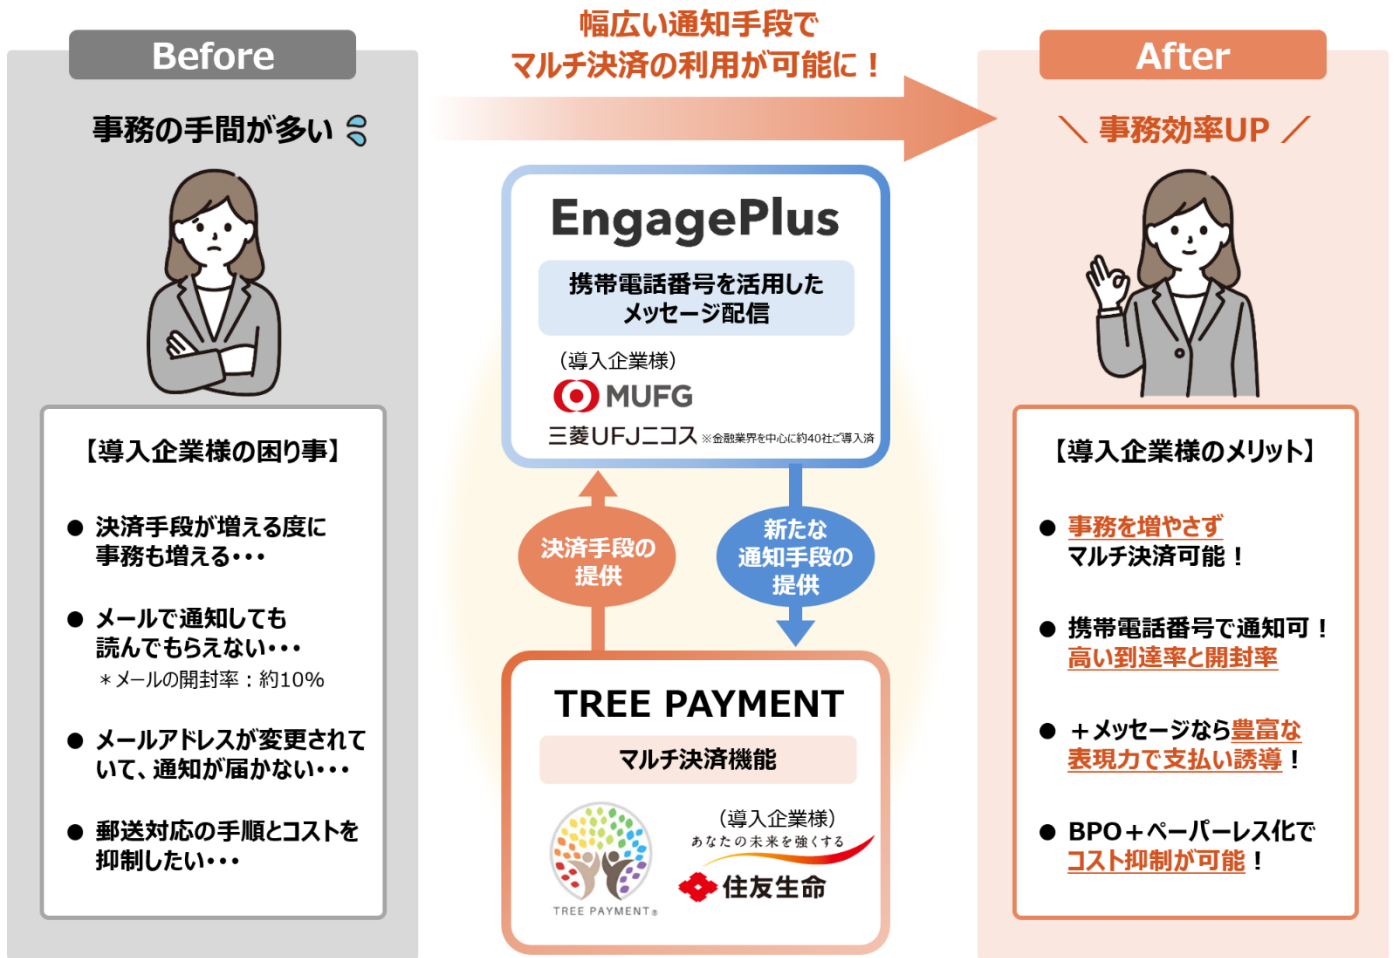 幅広い通知手段で
マルチ決済の利用が可能に！
Before
事務の手間が多い
【導入企業様の困り事】
● 決済手段が増える度に
事務も増える・・・
● メールで通知しても
読んでもらえない・・・
＊メールの開封率：約10%
● メールアドレスが変更されて
いて、通知が届かない・・・
● 郵送対応の手順とコストを
抑制したい・・・
EngagePlus
携帯電話番号を活用した
メッセージ配信
（導入企業様）
MUFG
三菱UFJニコス ※金融業界を中心に約40社ご導入済
決済手段の
提供
新たな
通知手段の
提供
TREE PAYMENT
マルチ決済機能
TREE PAYMENT®
（導入企業様）
あなたの未来を強くする
住友生命
After
＼ 事務効率UP ／
【導入企業様のメリット】
● 事務を増やさず
マルチ決済可能！
● 携帯電話番号で通知可！
高い到達率と開封率
● ＋メッセージなら豊富な
表現力で支払い誘導！
● BPO＋ペーパーレス化で
コスト抑制が可能！